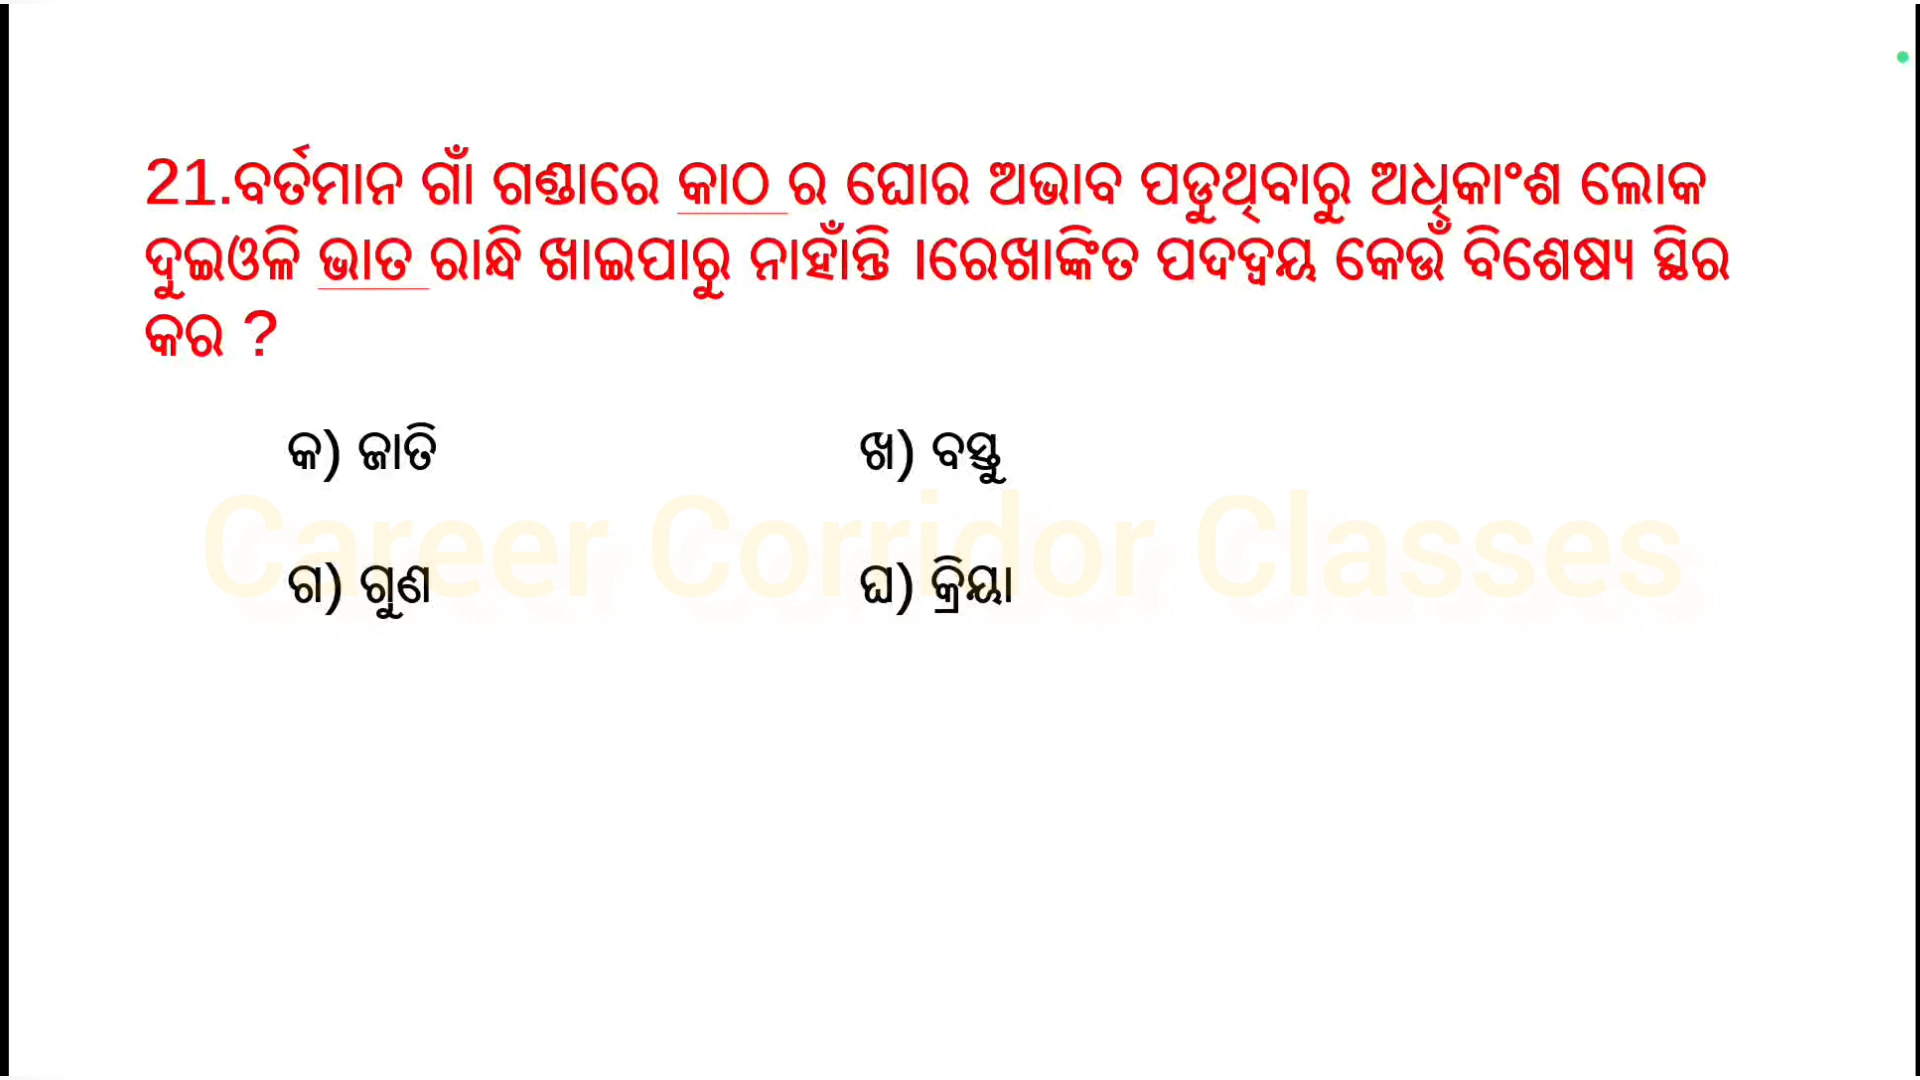 21.ବର୍ତମାନ ଗାଁ ଗଣ୍ଡାରେ କାଠ ର ଘୋର ଅଭାବ ପଡୁଥିବାରୁ ଅଧିକାଂଶ ଲୋକ
ଦୁଇଓଳି ଭାତ ରାନ୍ଧି ଖାଇପାରୁ ନାହାଁନ୍ତି ।ରେଖାଙ୍କିତ ପଦଦ୍ୱୟ କେଉଁ ବିଶେଷ୍ୟ ସ୍ଥିର
କର ?
କ) ଜାତି ଖ) ବସ୍ତୁ
Career Corridor Classes
ଗ) ଗୁଣ ଘ) କ୍ରିୟା